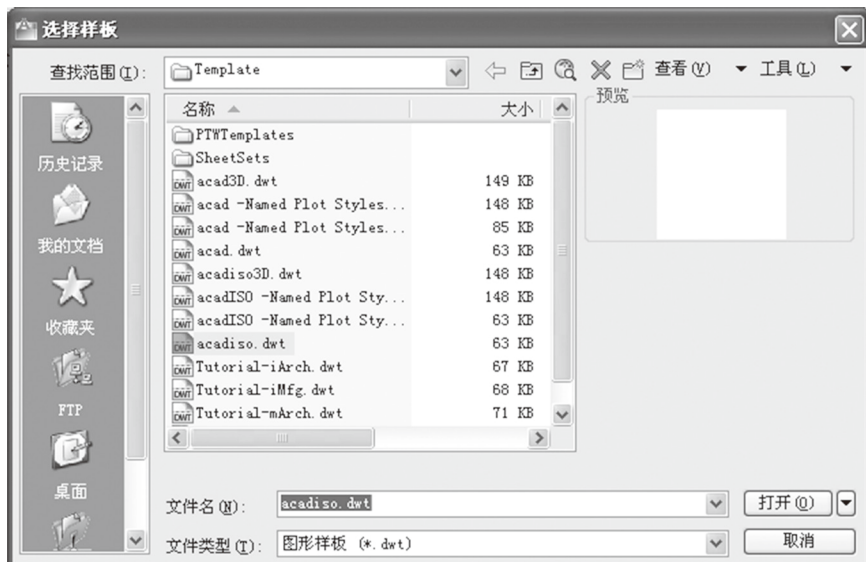 选择样板
查找范围(I): Template 查看(V) 工具(L)
名称 大小 预览
PTWTemplates
SheetSets
acad3D.dwt 149 KB
acad -Named Plot Styles... 148 KB
acad -Named Plot Styles... 85 KB
acad.dwt 63 KB
acadiso3D.dwt 148 KB
acadISO -Named Plot Sty... 148 KB
acadISO -Named Plot Sty... 63 KB
acadiso.dwt 63 KB
Tutorial-iArch.dwt 67 KB
Tutorial-iMfg.dwt 68 KB
Tutorial-mArch.dwt 71 KB
历史记录
我的文档
收藏夹
FTP
桌面
文件名(N): acadiso.dwt 打开(O)
文件类型(T): 图形样板 (*.dwt) 取消